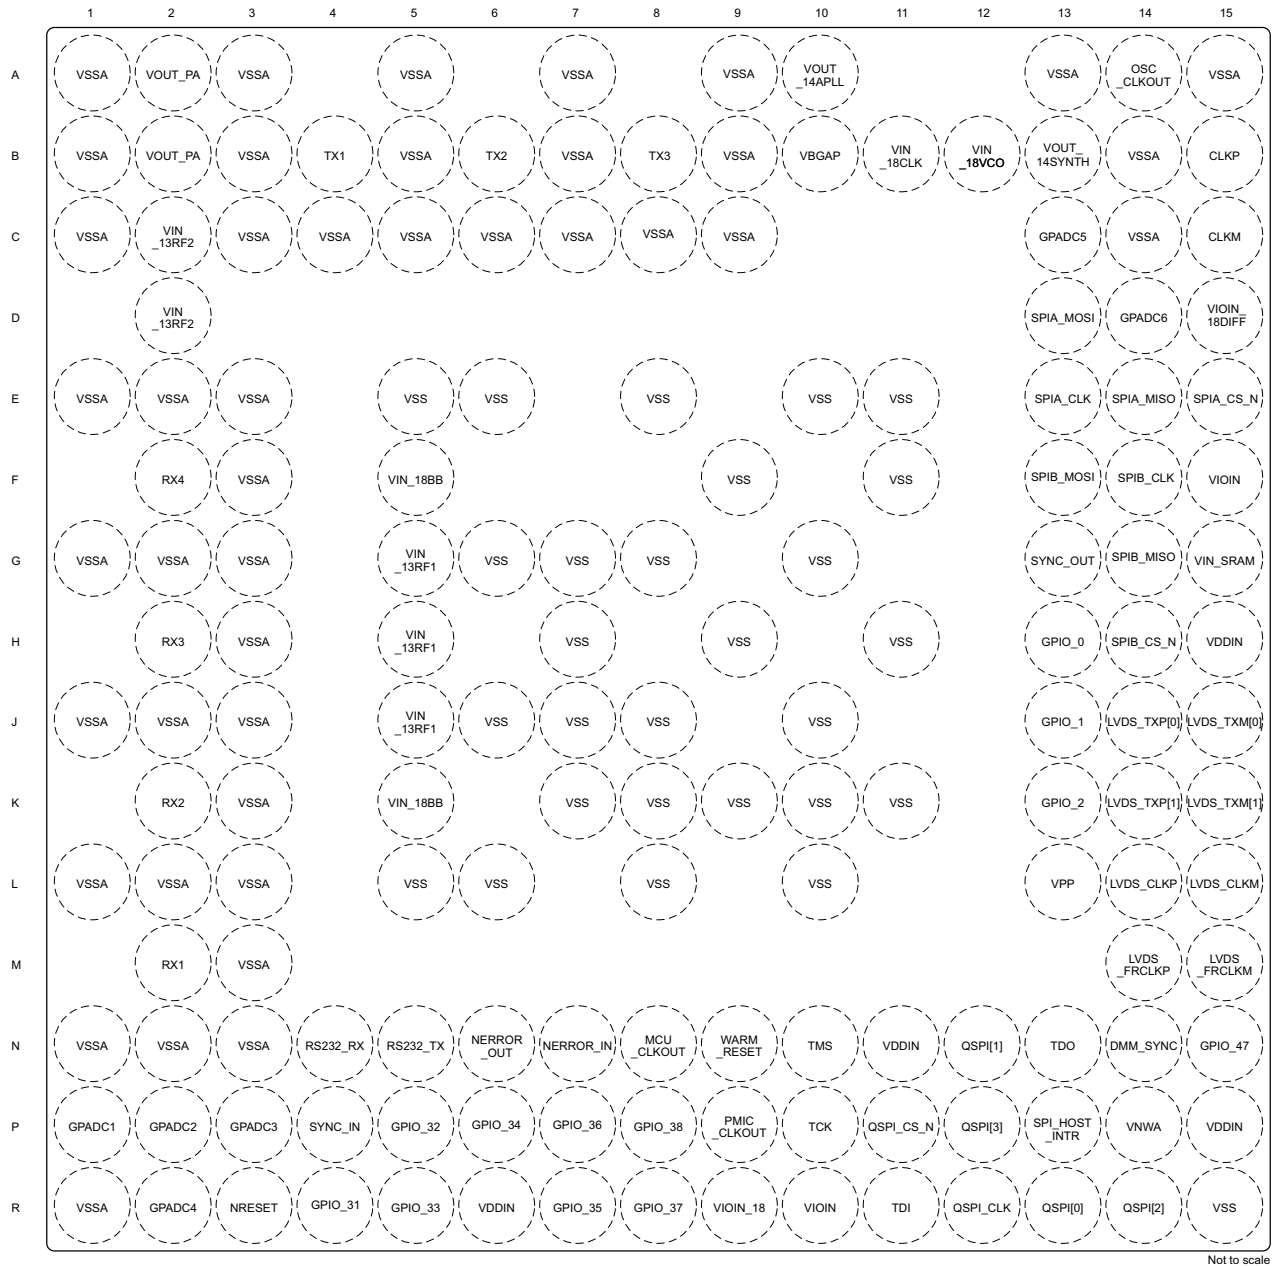 1 2 3 4 5 6 7 8 9 10 11 12 13 14 15
A VSSA VOUT_PA VSSA VSSA VSSA VSSA VOUT _14APLL VSSA OSC _CLKOUT VSSA
B VSSA VOUT_PA VSSA TX1 VSSA TX2 VSSA TX3 VSSA VBGAP VIN _18CLK VIN _18VCO VOUT_ 14SYNTH VSSA CLKP
C VSSA VIN _13RF2 VSSA VSSA VSSA VSSA VSSA VSSA VSSA GPADC5 VSSA CLKM
D VIN _13RF2 SPIA_MOSI GPADC6 VIOIN_ 18DIFF
E VSSA VSSA VSSA VSS VSS VSS VSS VSS SPIA_CLK SPIA_MISO SPIA_CS_N
F RX4 VSSA VIN_18BB VSS VSS SPIB_MOSI SPIB_CLK VIOIN
G VSSA VSSA VSSA VIN _13RF1 VSS VSS VSS VSS SYNC_OUT SPIB_MISO VIN_SRAM
H RX3 VSSA VIN _13RF1 VSS VSS VSS GPIO_0 SPIB_CS_N VDDIN
J VSSA VSSA VSSA VIN _13RF1 VSS VSS VSS VSS GPIO_1 LVDS_TXP[0] LVDS_TXM[0]
K RX2 VSSA VIN_18BB VSS VSS VSS VSS VSS GPIO_2 LVDS_TXP[1] LVDS_TXM[1]
L VSSA VSSA VSSA VSS VSS VSS VSS VPP LVDS_CLKP LVDS_CLKM
M RX1 VSSA LVDS _FRCLKP LVDS _FRCLKM
N VSSA VSSA VSSA RS232_RX RS232_TX NERROR _OUT NERROR_IN MCU _CLKOUT WARM _RESET TMS VDDIN QSPI[1] TDO DMM_SYNC GPIO_47
P GPADC1 GPADC2 GPADC3 SYNC_IN GPIO_32 GPIO_34 GPIO_36 GPIO_38 PMIC _CLKOUT TCK QSPI_CS_N QSPI[3] SPI_HOST _INTR VNWA VDDIN
R VSSA GPADC4 NRESET GPIO_31 GPIO_33 VDDIN GPIO_35 GPIO_37 VIOIN_18 VIOIN TDI QSPI_CLK QSPI[0] QSPI[2] VSS
Not to scale